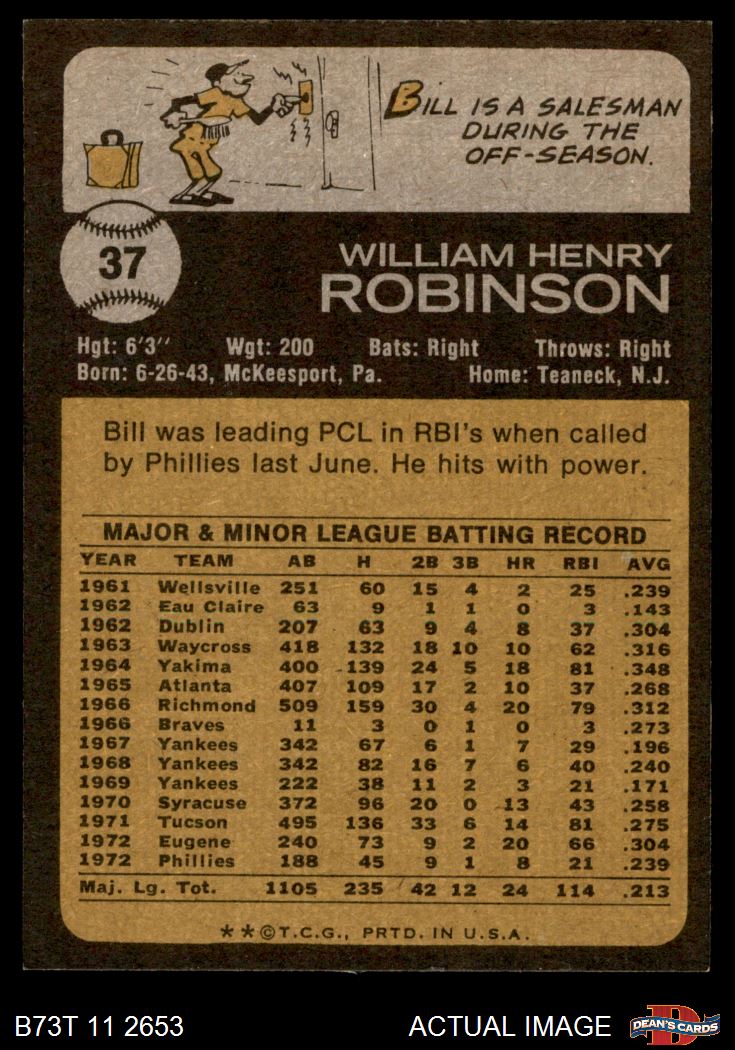 BILL IS A SALESMAN
DURING THE
OFF-SEASON.
37
WILLIAM HENRY
ROBINSON
Hgt: 6'3" Wgt: 200 Bats: Right Throws: Right
Born: 6-26-43, McKeesport, Pa. Home: Teaneck, N.J.
Bill was leading PCL in RBI's when called
by Phillies last June. He hits with power.
MAJOR & MINOR LEAGUE BATTING RECORD
YEAR TEAM AB H 2B 3B HR RBI AVG
1961 Wellsville 251 60 15 4 2 25 .239
1962 Eau Claire 63 9 1 1 0 3 .143
1962 Dublin 207 63 9 4 8 37 .304
1963 Waycross 418 132 18 10 10 62 .316
1964 Yakima 400 139 24 5 18 81 .348
1965 Atlanta 407 109 17 2 10 37 .268
1966 Richmond 509 159 30 4 20 79 .312
1966 Braves 11 3 0 1 0 3 .273
1967 Yankees 342 67 6 1 7 29 .196
1968 Yankees 342 82 16 7 6 40 .240
1969 Yankees 222 38 11 2 3 21 .171
1970 Syracuse 372 96 20 0 13 43 .258
1971 Tucson 495 136 33 6 14 81 .275
1972 Eugene 240 73 9 2 20 66 .304
1972 Phillies 188 45 9 1 8 21 .239
Maj. Lg. Tot. 1105 235 42 12 24 114 .213
**©T.C.G., PRTD. IN U.S.A.
B73T 11 2653 ACTUAL IMAGE D DEAN'S CARDS